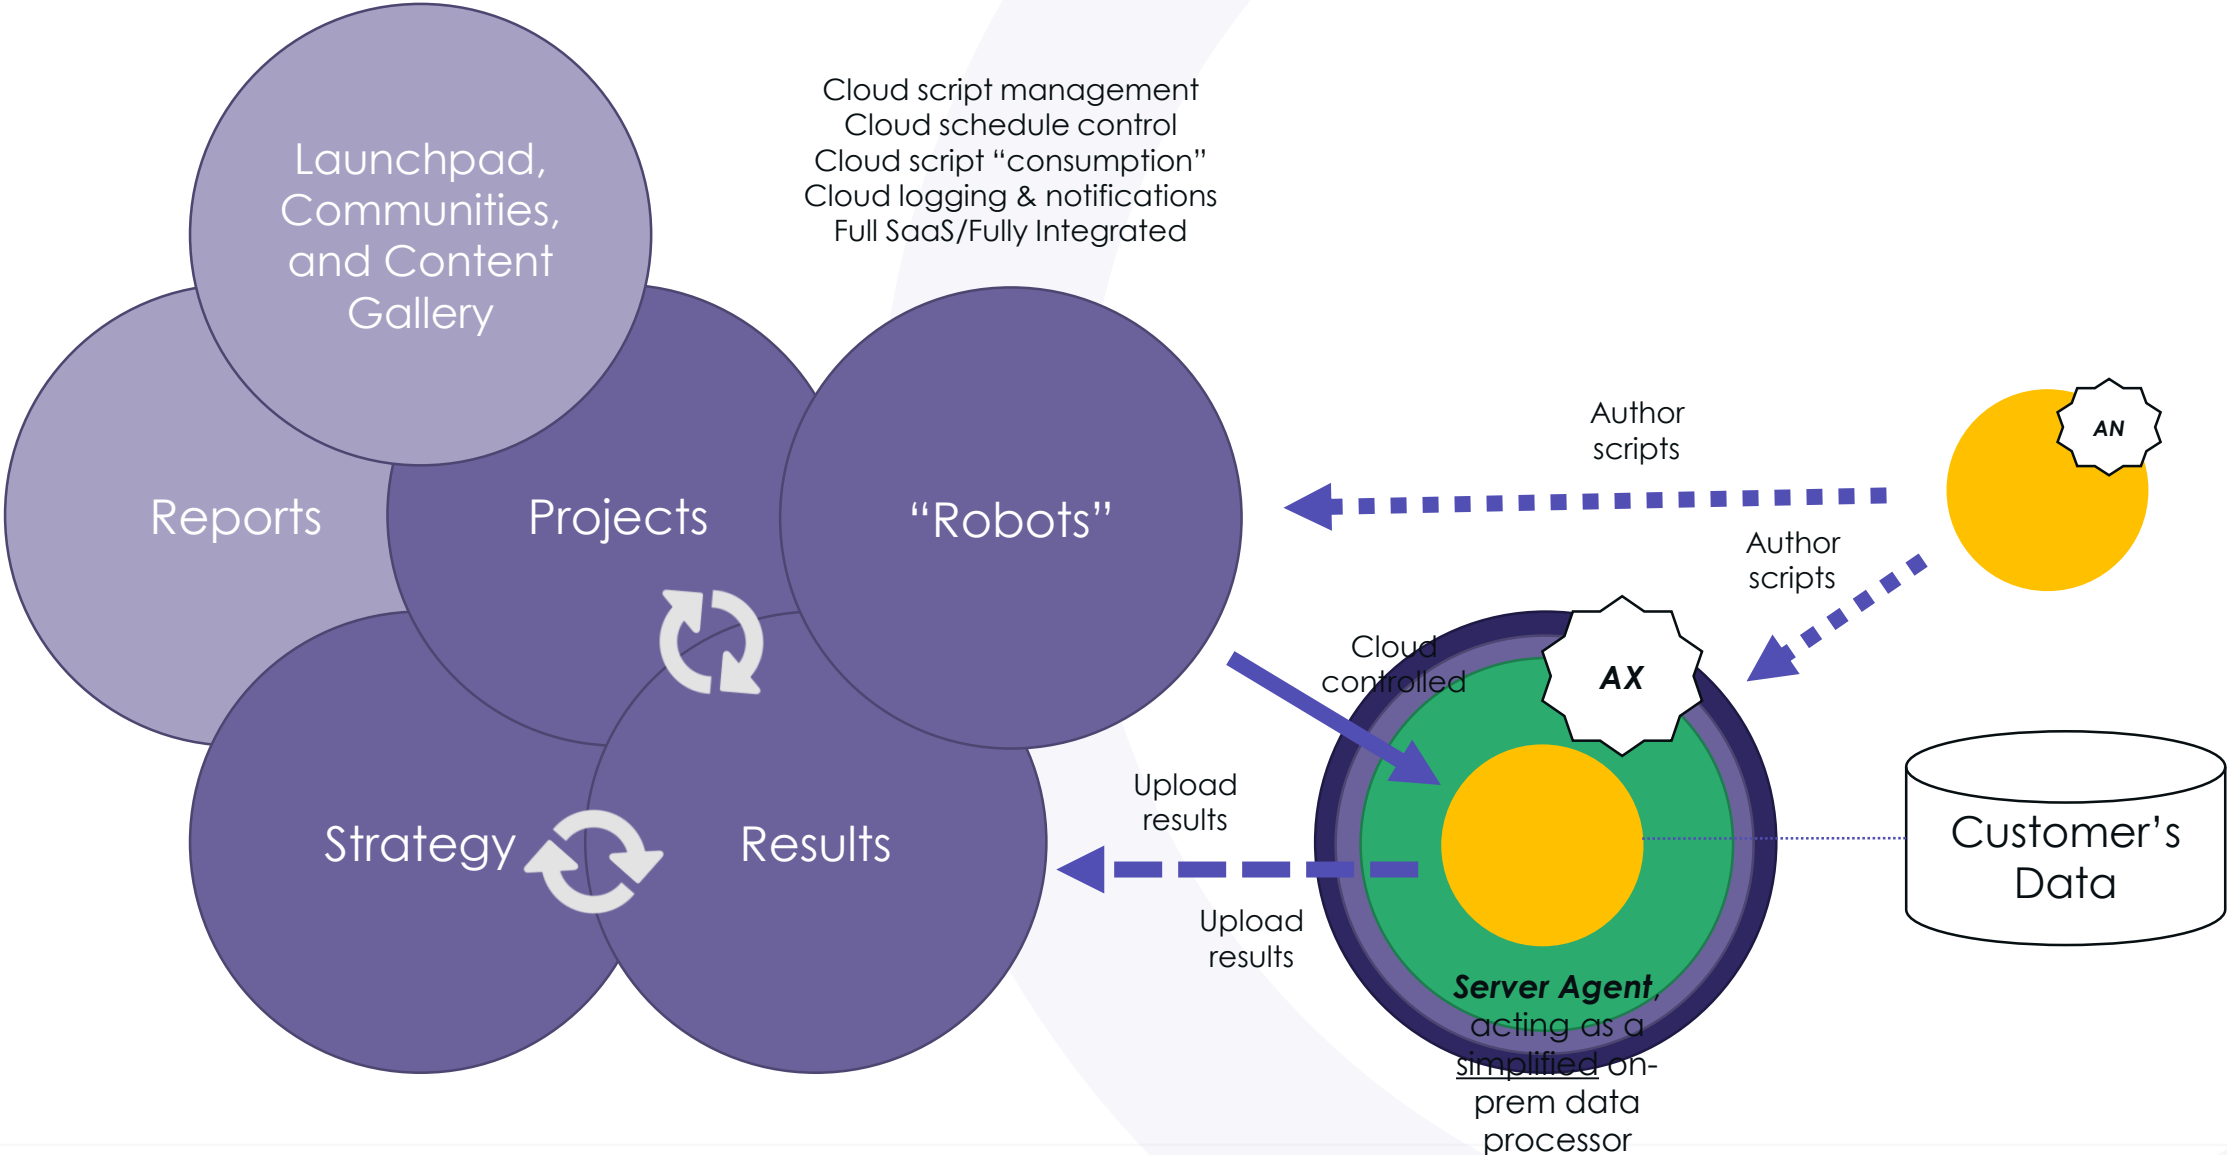 Cloud script management
Cloud schedule control
Cloud script “consumption”
Cloud logging & notifications
Full SaaS/Fully Integrated
Launchpad,
Communities,
and Content
Gallery
Reports
Projects
“Robots”
Strategy
Results
Author
scripts
AN
Author
scripts
Cloud
controlled
AX
Upload
results
Upload
results
Customer’s
Data
Server Agent,
acting as a
simplified on-
prem data
processor